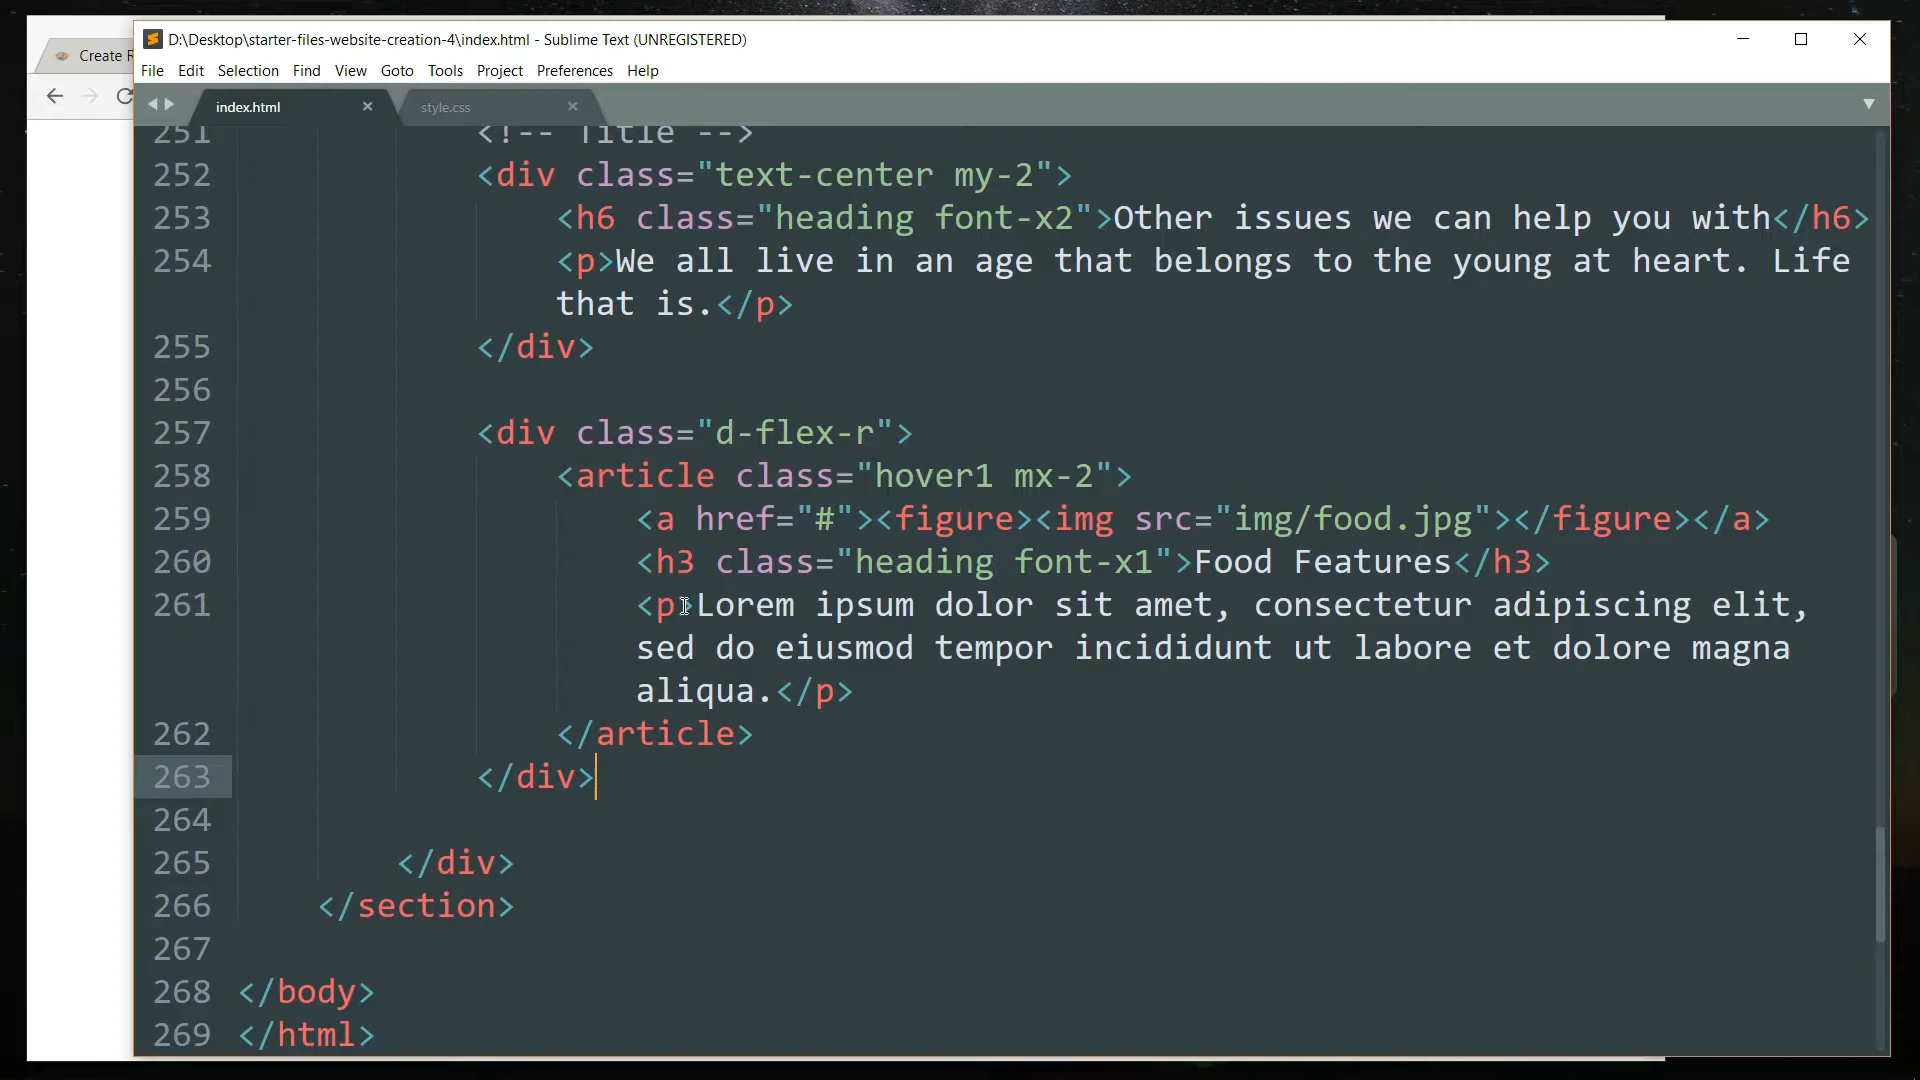 D:\Desktop\starter-files-website-creation-4\index.html - Sublime Text (UNREGISTERED)
Create R
File Edit Selection Find View Goto Tools Project Preferences Help
index.html × style.css ×
251 <!-- Title -->
252 <div class="text-center my-2">
253 <h6 class="heading font-x2">Other issues we can help you with</h6>
254 <p>We all live in an age that belongs to the young at heart. Life
that is.</p>
255 </div>
256
257 <div class="d-flex-r">
258 <article class="hover1 mx-2">
259 <a href="#"><figure><img src="img/food.jpg"></figure></a>
260 <h3 class="heading font-x1">Food Features</h3>
261 <p>Lorem ipsum dolor sit amet, consectetur adipiscing elit,
sed do eiusmod tempor incididunt ut labore et dolore magna
aliqua.</p>
262 </article>
263 </div>
264
265 </div>
266 </section>
267
268 </body>
269 </html>